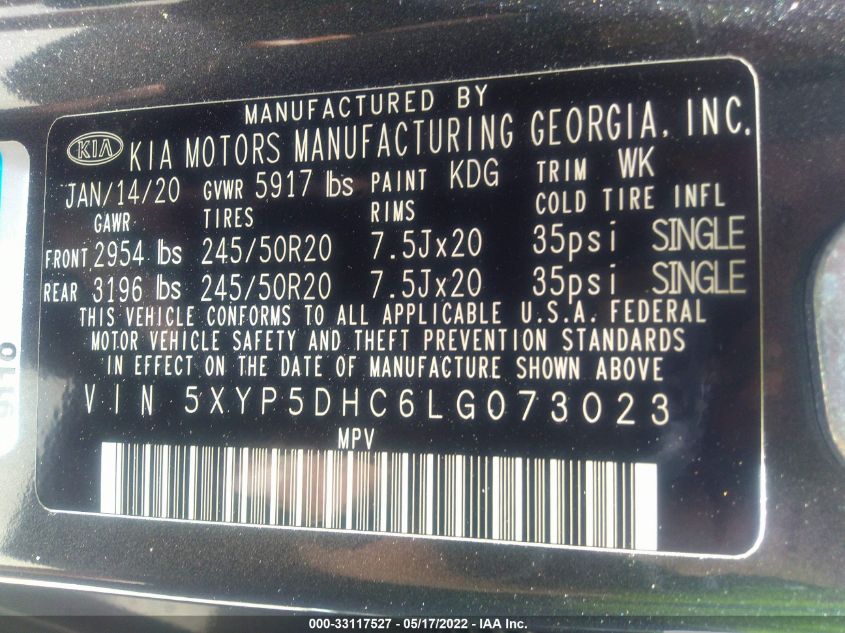 MANUFACTURED BY
KIA KIA MOTORS MANUFACTURING GEORGIA, INC.
JAN/14/20 GVWR 5917 lbs PAINT KDG TRIM WK
GAWR TIRES RIMS COLD TIRE INFL
FRONT 2954 lbs 245/50R20 7.5Jx20 35psi SINGLE
REAR 3196 lbs 245/50R20 7.5Jx20 35psi SINGLE
THIS VEHICLE CONFORMS TO ALL APPLICABLE U.S.A. FEDERAL
MOTOR VEHICLE SAFETY AND THEFT PREVENTION STANDARDS
IN EFFECT ON THE DATE OF MANUFACTURE SHOWN ABOVE
VIN 5XYP5DHC6LG073023
MPV
000-33117527 - 05/17/2022 - IAA Inc.